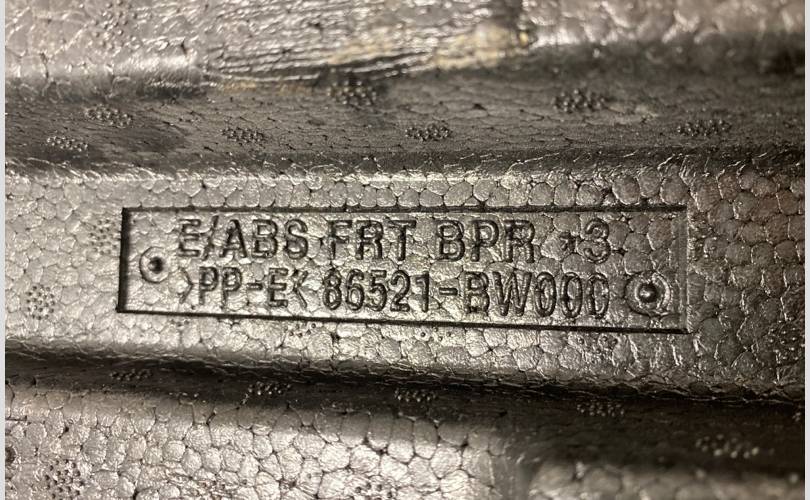 E/ABS FRT BPR #3
>PP-E< 86521-BW000